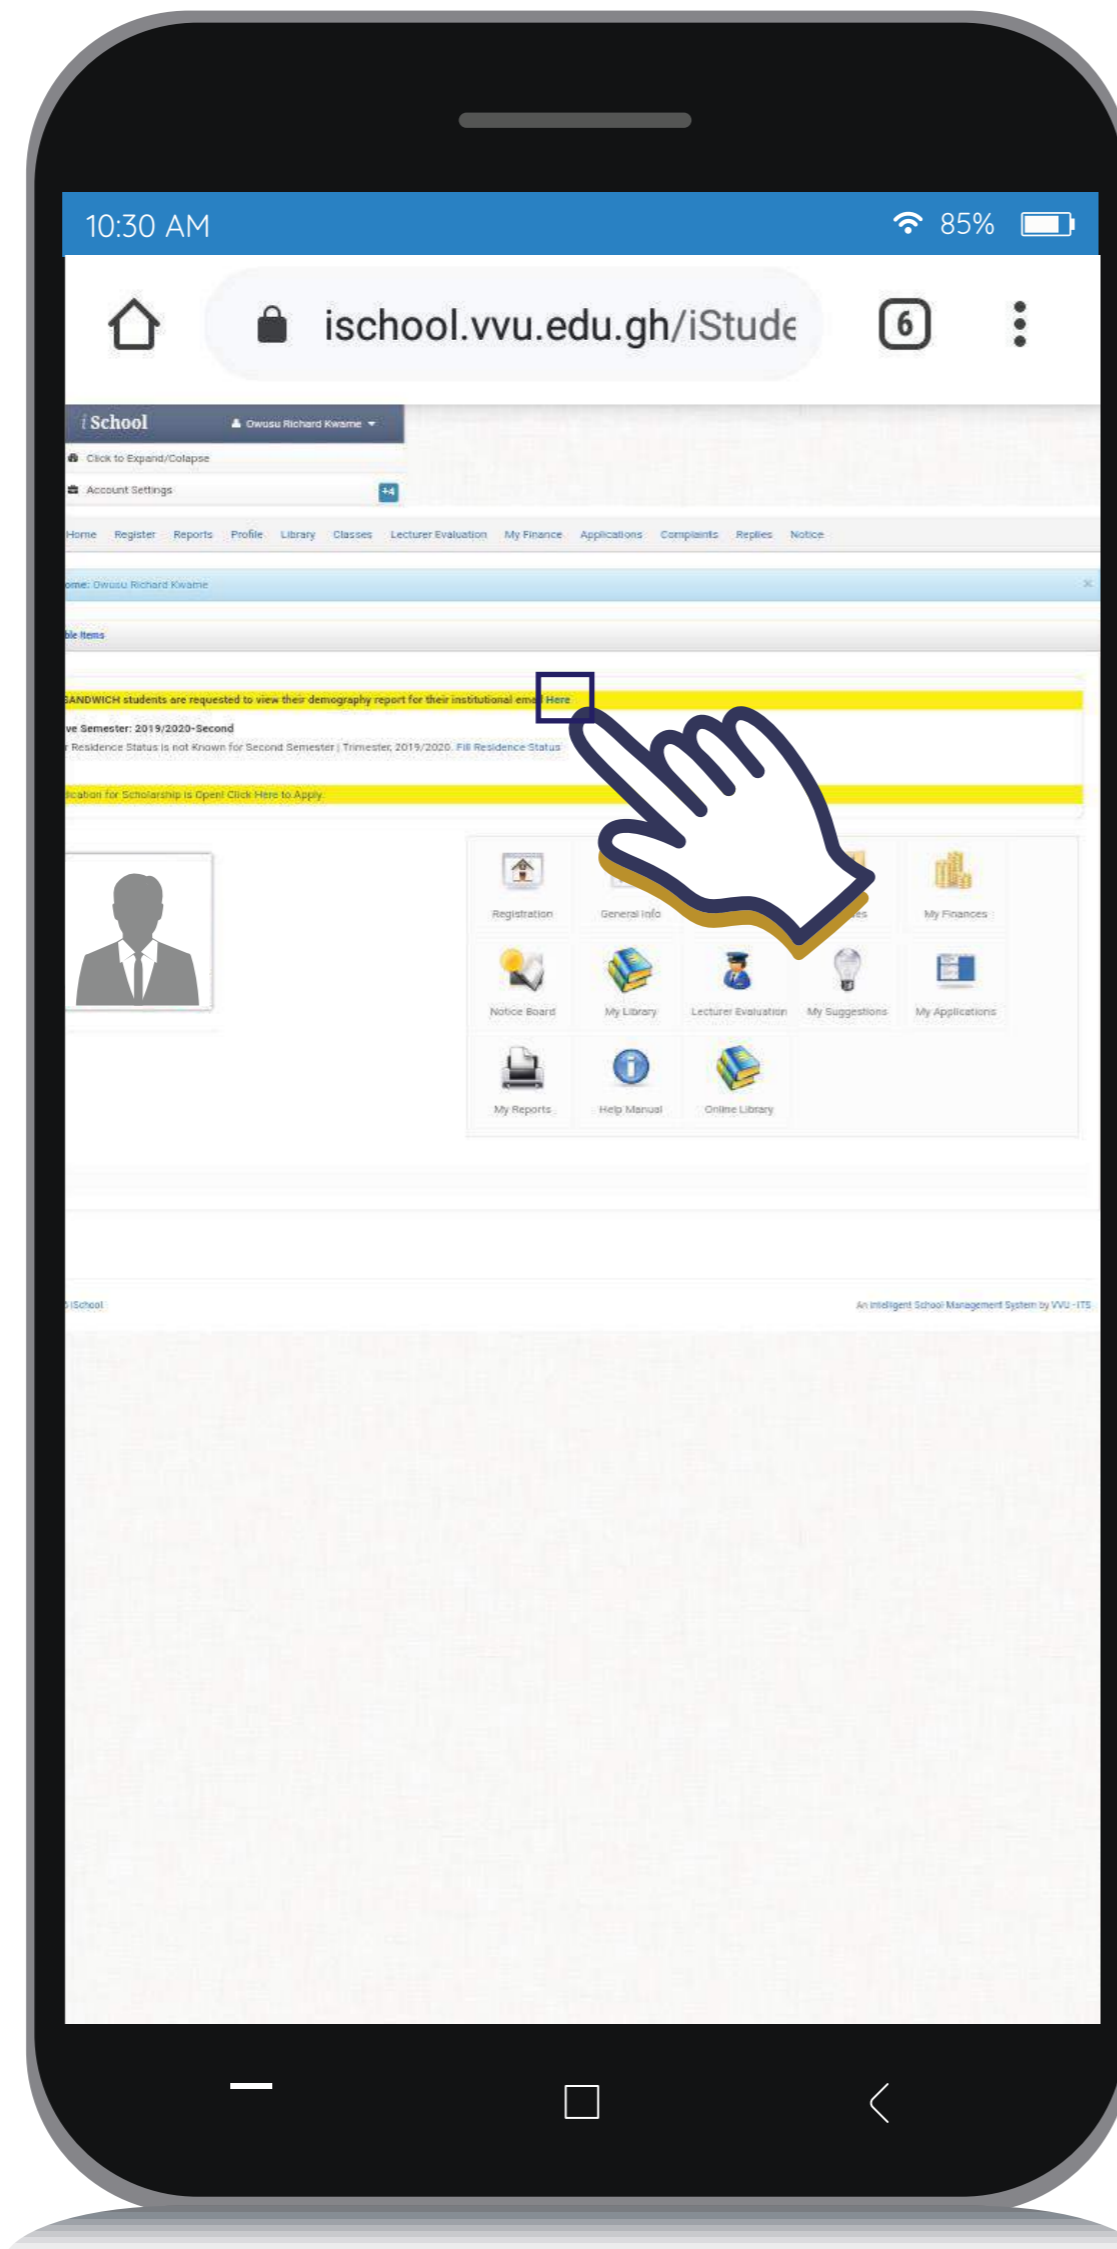 10:30 AM 85%
ischool.vvu.edu.gh/iStude 6
i School Owusu Richard Kwame
Click to Expand/Colapse
Account Settings +4
Home Register Reports Profile Library Classes Lecturer Evaluation My Finance Applications Complaints Replies Notice
ome: Owusu Richard Kwame ×
ble Items
SANDWICH students are requested to view their demography report for their institutional email Here
ve Semester: 2019/2020-Second
r Residence Status is not Known for Second Semester | Trimester, 2019/2020. Fill Residence Status
ication for Scholarship is Open! Click Here to Apply.
Registration General Info es My Finances
Notice Board My Library Lecturer Evaluation My Suggestions My Applications
My Reports Help Manual Online Library
iSchool An Intelligent School Management System by VVU - ITS